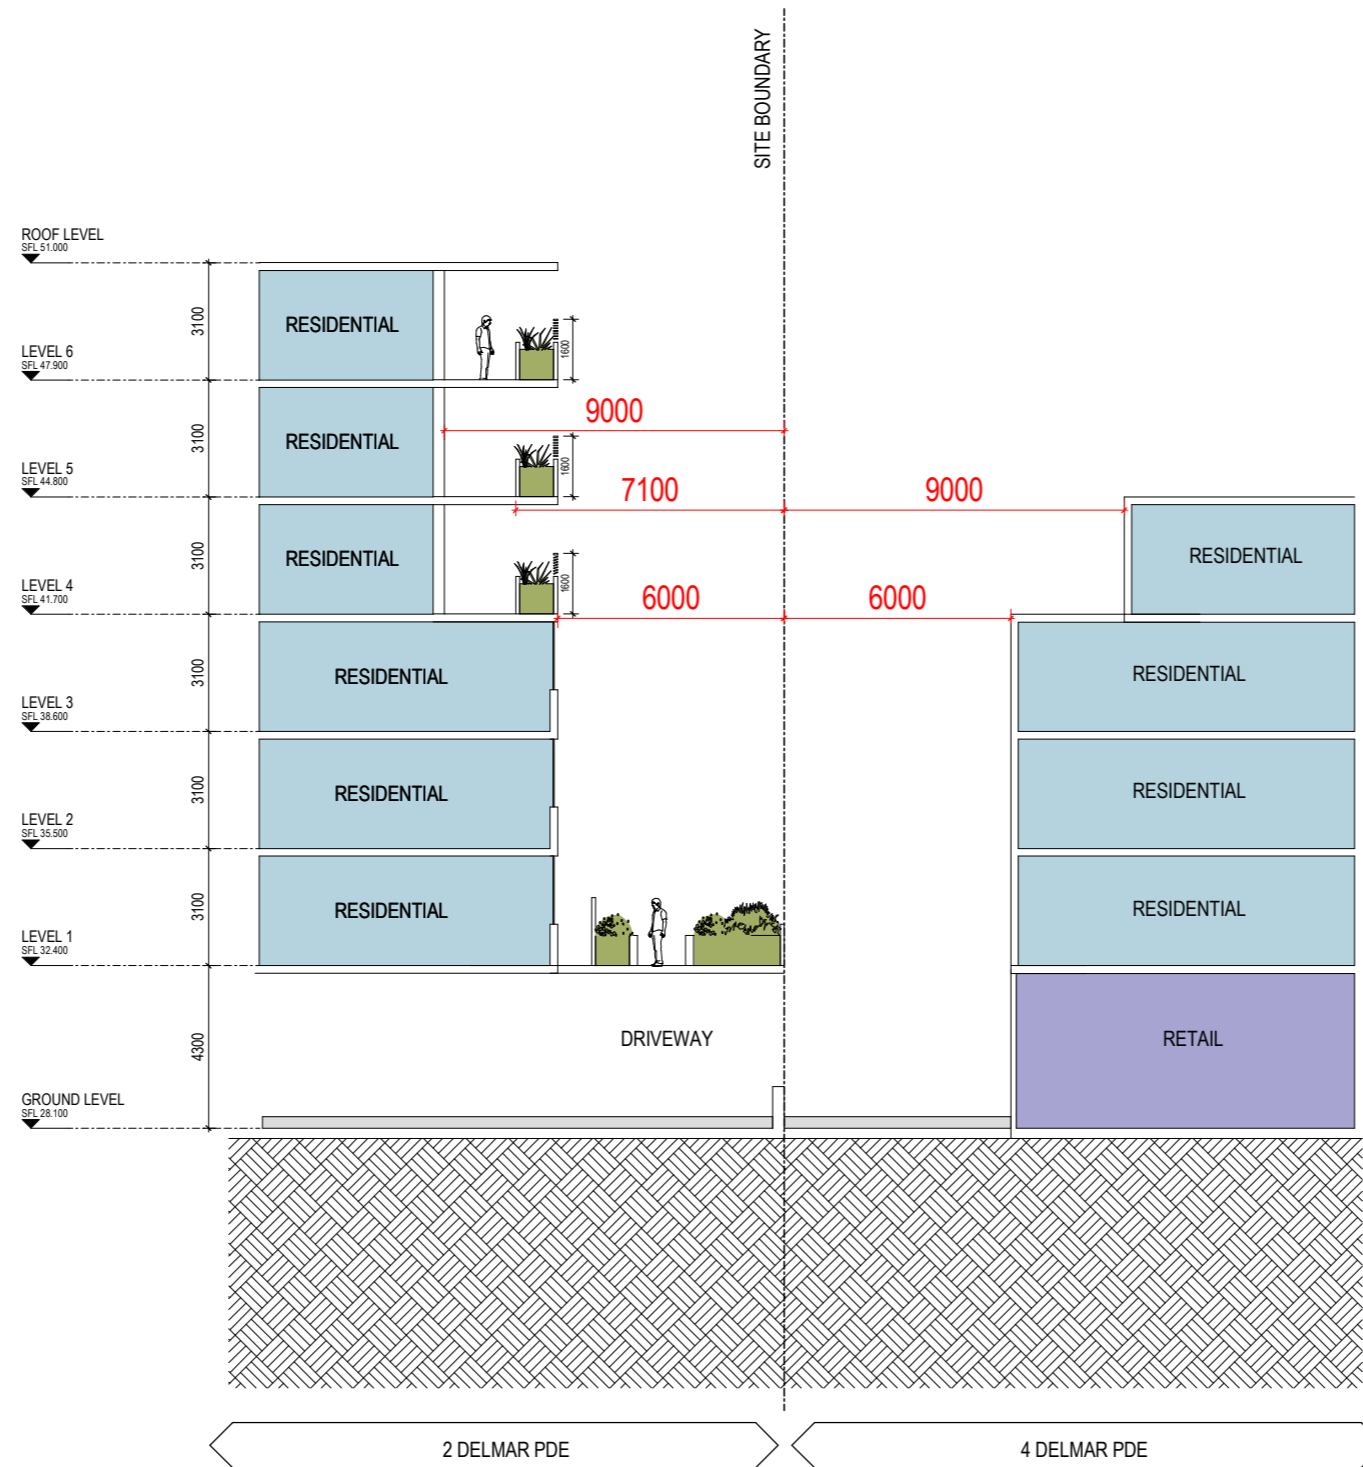 SITE BOUNDARY
ROOF LEVEL
SFL 51.000
3100
RESIDENTIAL
1600
LEVEL 6
SFL 47.900
9000
3100
RESIDENTIAL
1600
LEVEL 5
SFL 44.800
7100
9000
3100
RESIDENTIAL
1600
RESIDENTIAL
LEVEL 4
SFL 41.700
6000
6000
3100
RESIDENTIAL
RESIDENTIAL
LEVEL 3
SFL 38.600
3100
RESIDENTIAL
RESIDENTIAL
LEVEL 2
SFL 35.500
3100
RESIDENTIAL
RESIDENTIAL
LEVEL 1
SFL 32.400
4300
DRIVEWAY
RETAIL
GROUND LEVEL
SFL 28.100
2 DELMAR PDE
4 DELMAR PDE